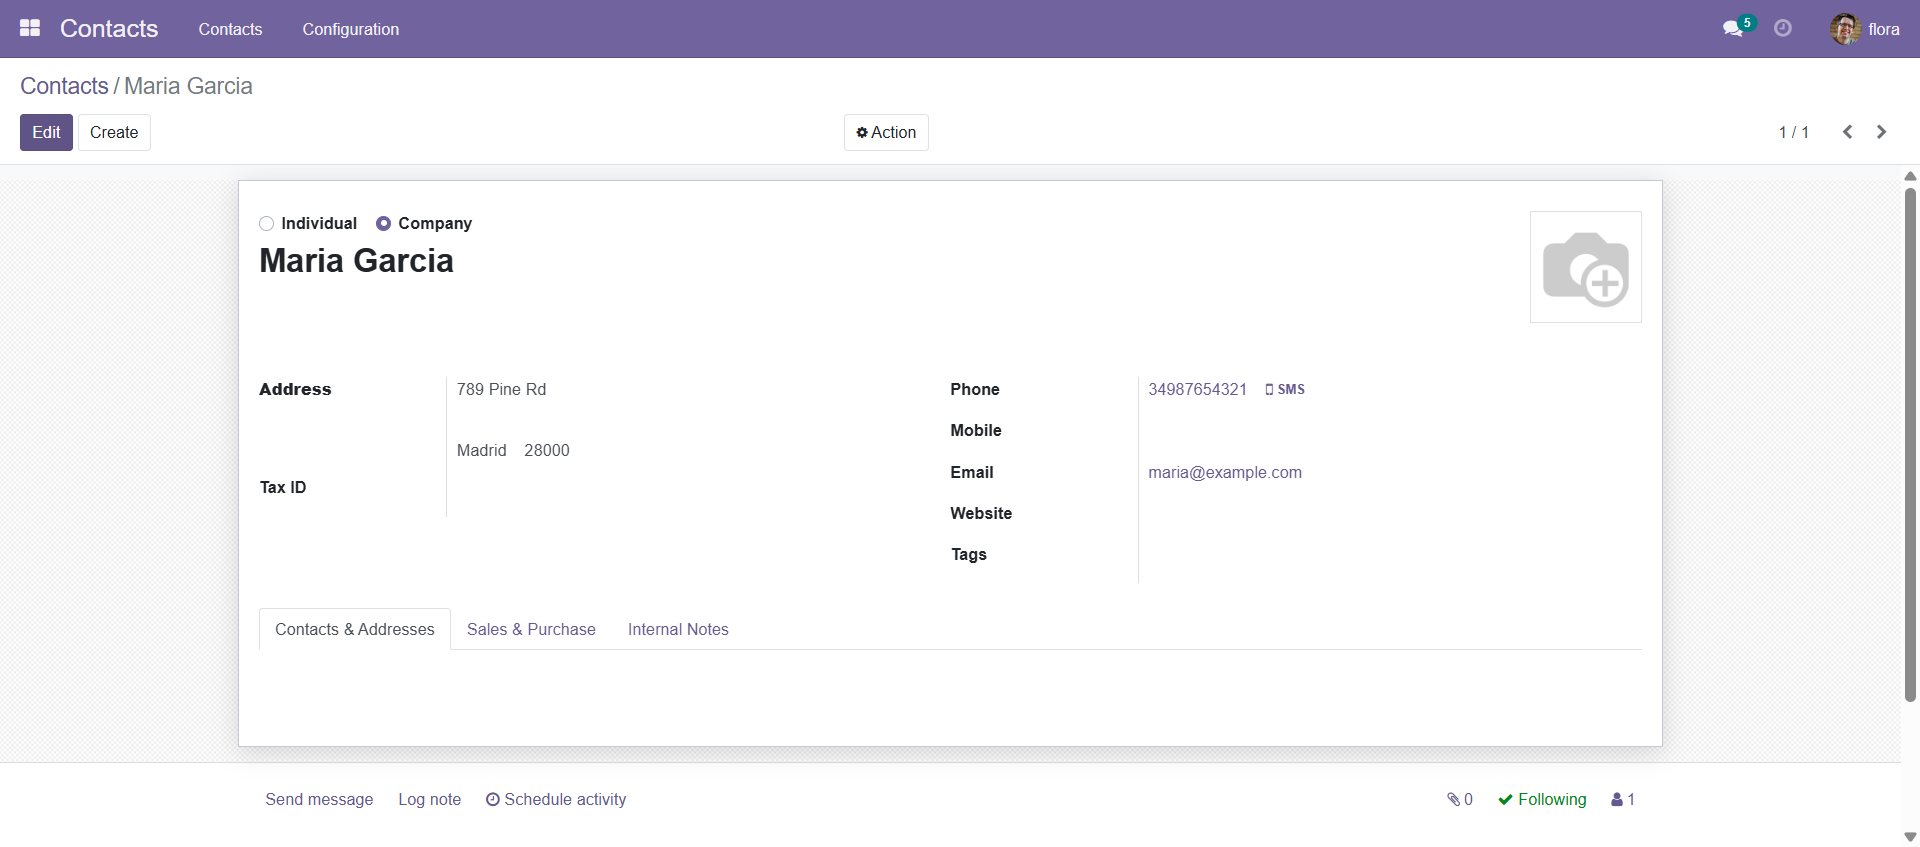 Contacts Contacts Configuration 5 flora
Contacts / Maria Garcia
Edit Create Action 1 / 1
Individual Company
Maria Garcia
Address 789 Pine Rd Phone 34987654321 SMS
Mobile
Madrid 28000
Email maria@example.com
Tax ID
Website
Tags
Contacts & Addresses Sales & Purchase Internal Notes
Send message Log note Schedule activity 0 Following 1